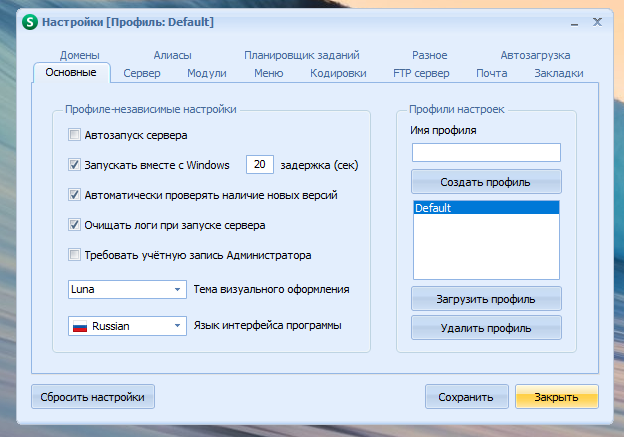 S Настройки [Профиль: Default]
Домены Алиасы Планировщик заданий Разное Автозагрузка
Основные Сервер Модули Меню Кодировки FTP сервер Почта Закладки
Профиле-независимые настройки
Автозапуск сервера
Запускать вместе с Windows 20 задержка (сек)
Автоматически проверять наличие новых версий
Очищать логи при запуске сервера
Требовать учётную запись Администратора
Luna Тема визуального оформления
Russian Язык интерфейса программы
Профили настроек
Имя профиля
Создать профиль
Default
Загрузить профиль
Удалить профиль
Сбросить настройки Сохранить Закрыть